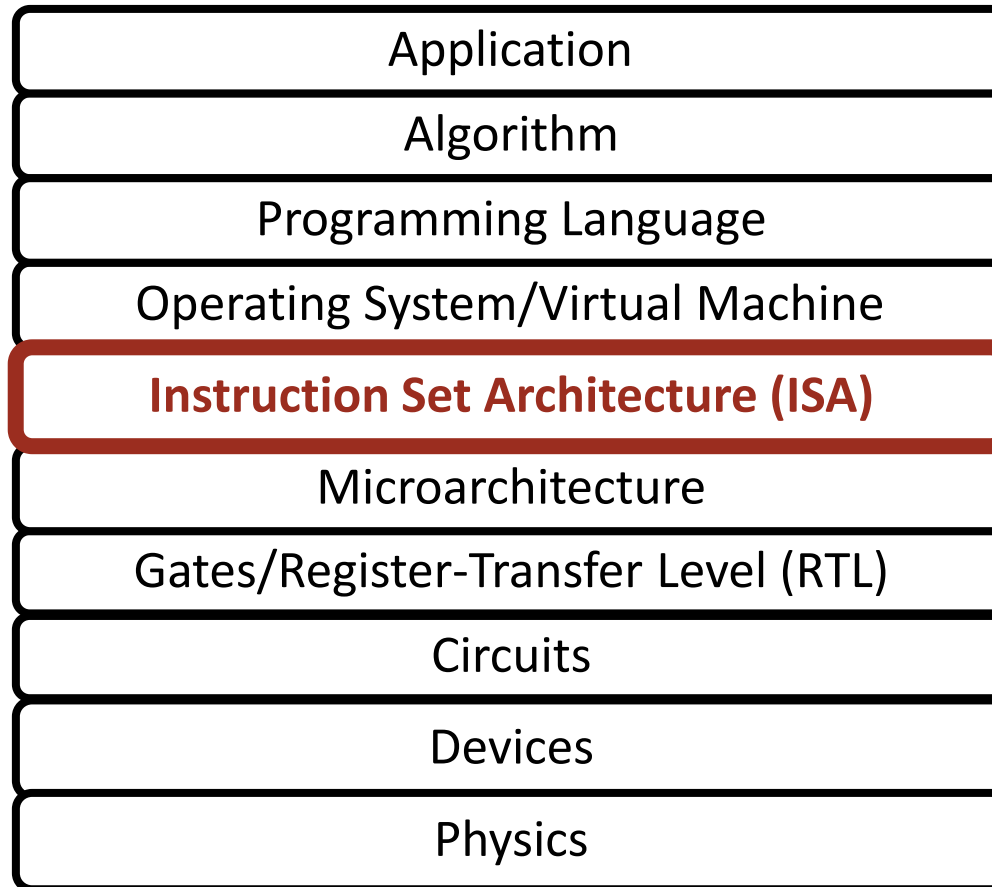 Application
Algorithm
Programming Language
Operating System/Virtual Machine
Instruction Set Architecture (ISA)
Microarchitecture
Gates/Register-Transfer Level (RTL)
Circuits
Devices
Physics